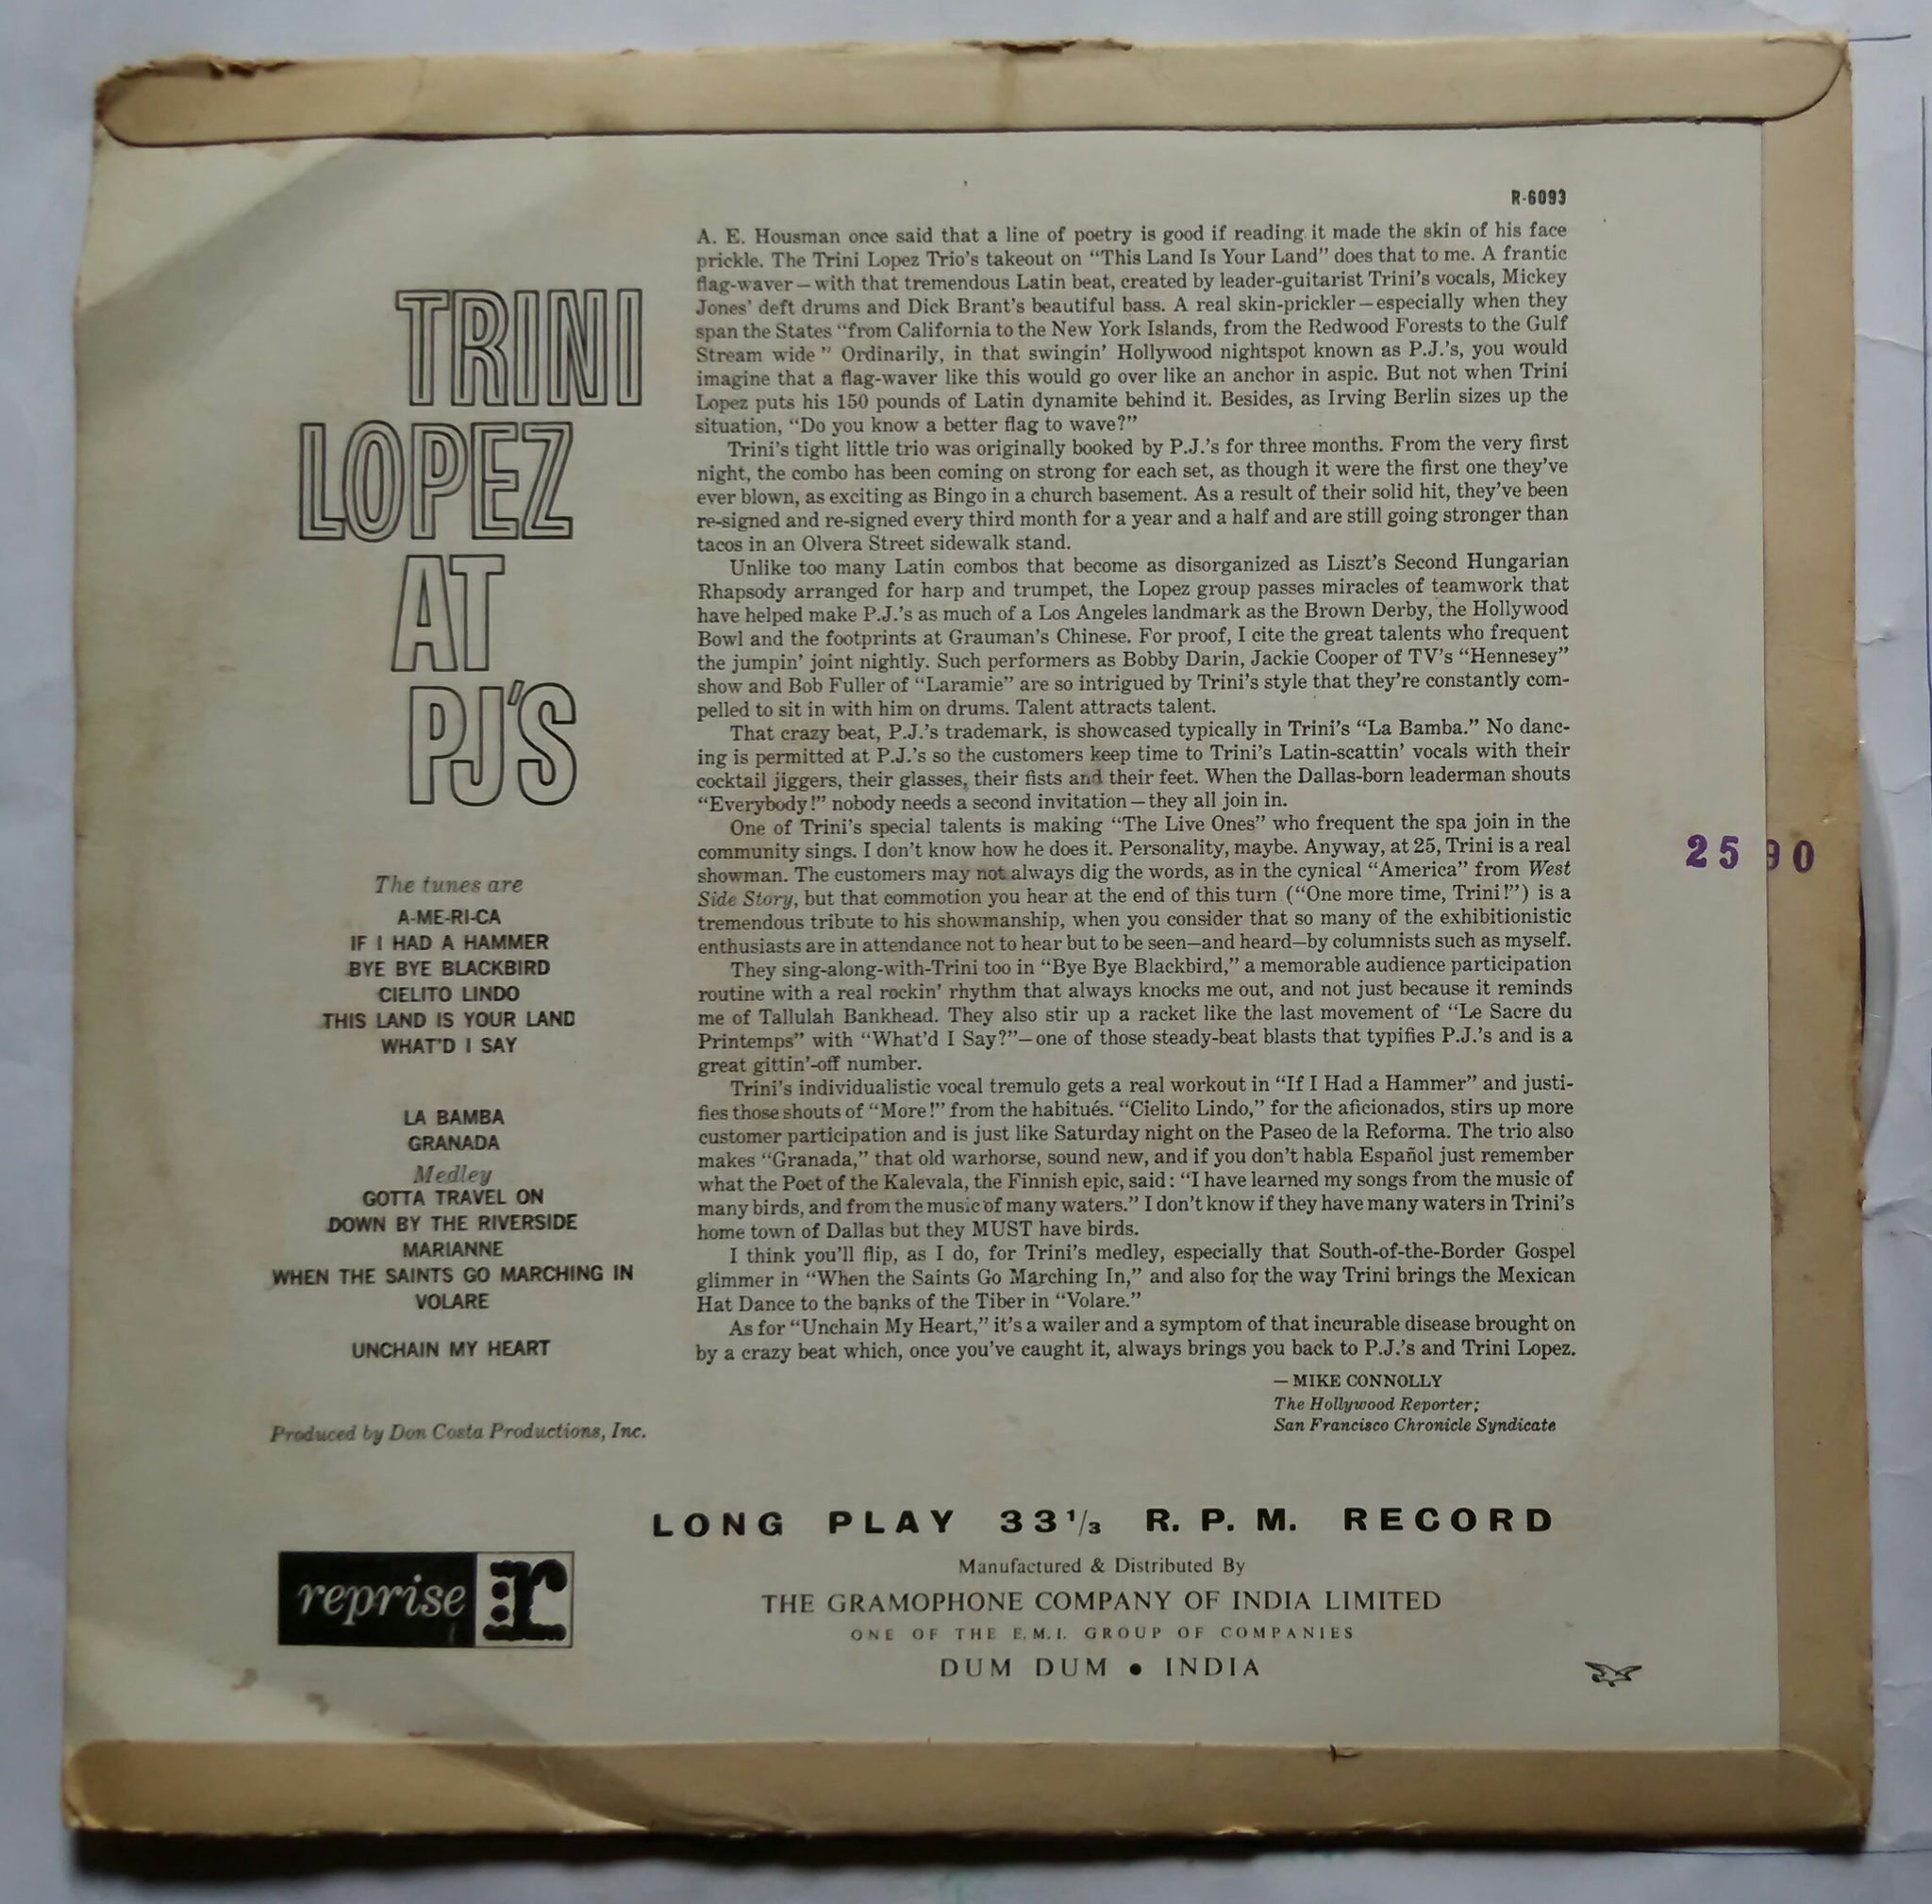 R-6093
TRINI
LOPEZ
AT
PJ'S
The tunes are
A-ME-RI-CA
IF I HAD A HAMMER
BYE BYE BLACKBIRD
CIELITO LINDO
THIS LAND IS YOUR LAND
WHAT'D I SAY
LA BAMBA
GRANADA
Medley
GOTTA TRAVEL ON
DOWN BY THE RIVERSIDE
MARIANNE
WHEN THE SAINTS GO MARCHING IN
VOLARE
UNCHAIN MY HEART
Produced by Don Costa Productions, Inc.
A. E. Housman once said that a line of poetry is good if reading it made the skin of his face
prickle. The Trini Lopez Trio's takeout on “This Land Is Your Land” does that to me. A frantic
flag-waver – with that tremendous Latin beat, created by leader-guitarist Trini's vocals, Mickey
Jones' deft drums and Dick Brant's beautiful bass. A real skin-prickler – especially when they
span the States “from California to the New York Islands, from the Redwood Forests to the Gulf
Stream wide ” Ordinarily, in that swingin' Hollywood nightspot known as P.J.'s, you would
imagine that a flag-waver like this would go over like an anchor in aspic. But not when Trini
Lopez puts his 150 pounds of Latin dynamite behind it. Besides, as Irving Berlin sizes up the
situation, “Do you know a better flag to wave?”
Trini's tight little trio was originally booked by P.J.'s for three months. From the very first
night, the combo has been coming on strong for each set, as though it were the first one they've
ever blown, as exciting as Bingo in a church basement. As a result of their solid hit, they've been
re-signed and re-signed every third month for a year and a half and are still going stronger than
tacos in an Olvera Street sidewalk stand.
Unlike too many Latin combos that become as disorganized as Liszt's Second Hungarian
Rhapsody arranged for harp and trumpet, the Lopez group passes miracles of teamwork that
have helped make P.J.'s as much of a Los Angeles landmark as the Brown Derby, the Hollywood
Bowl and the footprints at Grauman's Chinese. For proof, I cite the great talents who frequent
the jumpin' joint nightly. Such performers as Bobby Darin, Jackie Cooper of TV's “Hennesey”
show and Bob Fuller of “Laramie” are so intrigued by Trini's style that they're constantly com-
pelled to sit in with him on drums. Talent attracts talent.
That crazy beat, P.J.'s trademark, is showcased typically in Trini's “La Bamba.” No danc-
ing is permitted at P.J.'s so the customers keep time to Trini's Latin-scattin' vocals with their
cocktail jiggers, their glasses, their fists and their feet. When the Dallas-born leaderman shouts
“Everybody!” nobody needs a second invitation – they all join in.
One of Trini's special talents is making “The Live Ones” who frequent the spa join in the
community sings. I don't know how he does it. Personality, maybe. Anyway, at 25, Trini is a real
showman. The customers may not always dig the words, as in the cynical “America” from West
Side Story, but that commotion you hear at the end of this turn (“One more time, Trini!”) is a
tremendous tribute to his showmanship, when you consider that so many of the exhibitionistic
enthusiasts are in attendance not to hear but to be seen—and heard—by columnists such as myself.
They sing-along-with-Trini too in “Bye Bye Blackbird,” a memorable audience participation
routine with a real rockin' rhythm that always knocks me out, and not just because it reminds
me of Tallulah Bankhead. They also stir up a racket like the last movement of “Le Sacre du
Printemps” with “What'd I Say?”—one of those steady-beat blasts that typifies P.J.'s and is a
great gittin'-off number.
Trini's individualistic vocal tremulo gets a real workout in “If I Had a Hammer” and justi-
fies those shouts of “More!” from the habitués. “Cielito Lindo,” for the aficionados, stirs up more
customer participation and is just like Saturday night on the Paseo de la Reforma. The trio also
makes “Granada,” that old warhorse, sound new, and if you don't habla Español just remember
what the Poet of the Kalevala, the Finnish epic, said: “I have learned my songs from the music of
many birds, and from the music of many waters.” I don't know if they have many waters in Trini's
home town of Dallas but they MUST have birds.
I think you'll flip, as I do, for Trini's medley, especially that South-of-the-Border Gospel
glimmer in “When the Saints Go Marching In,” and also for the way Trini brings the Mexican
Hat Dance to the banks of the Tiber in “Volare.”
As for “Unchain My Heart,” it's a wailer and a symptom of that incurable disease brought on
by a crazy beat which, once you've caught it, always brings you back to P.J.'s and Trini Lopez.
— MIKE CONNOLLY
The Hollywood Reporter;
San Francisco Chronicle Syndicate
25 90
LONG PLAY 33 1/3 R. P. M. RECORD
Manufactured & Distributed By
THE GRAMOPHONE COMPANY OF INDIA LIMITED
ONE OF THE E.M.I. GROUP OF COMPANIES
DUM DUM • INDIA
reprise r